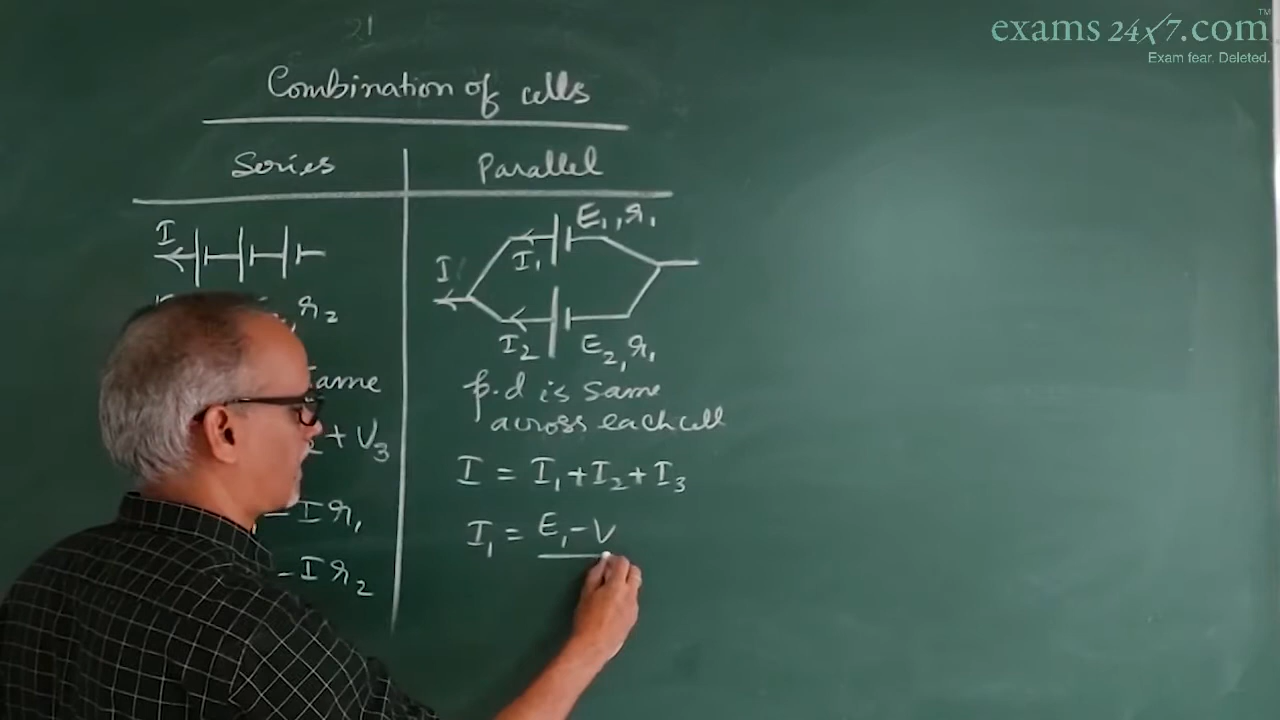 exams 24x7.com™
Exam fear. Deleted.
21
Combination of cells
Series
I
r₂
Same
+ V₃
- I r₁
- I r₂
Parallel
E₁, r₁
I₁
I
I₂
E₂, r₁
p.d is same
across each cell
I = I₁ + I₂ + I₃
I₁ = E₁ - V